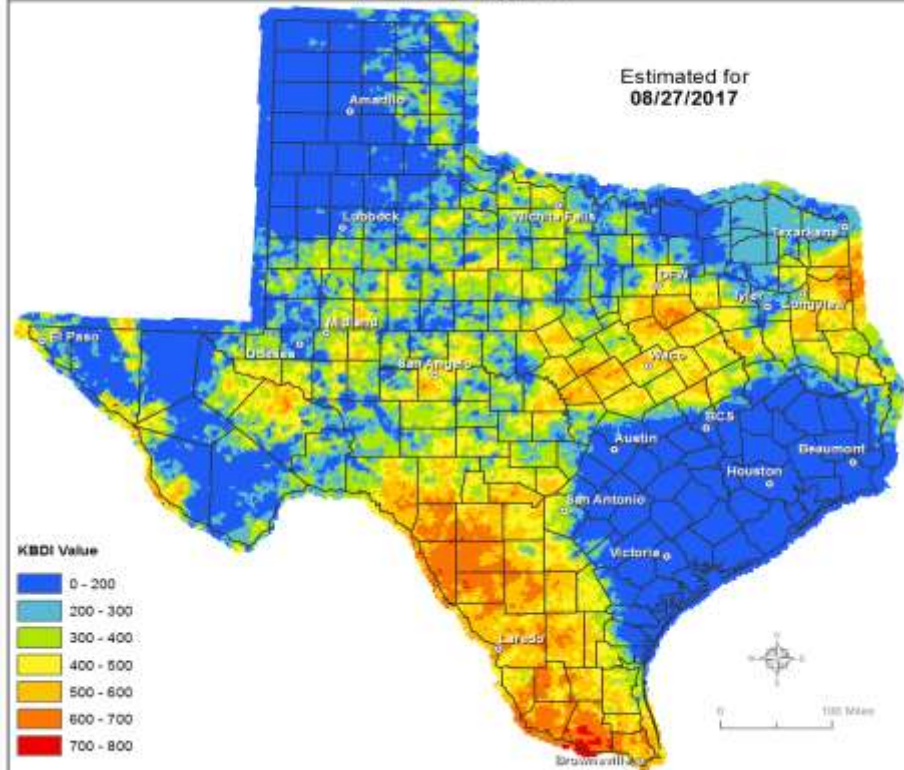 Estimated for
08/27/2017
Amarillo
Lubbock
Wichita Falls
Texarkana
DFW
Tyler
Longview
El Paso
Midland
Odessa
San Angelo
Waco
BCS
Austin
Beaumont
Houston
San Antonio
Victoria
Laredo
Brownsville
KBDI Value
0 - 200
200 - 300
300 - 400
400 - 500
500 - 600
600 - 700
700 - 800
0
100 Miles